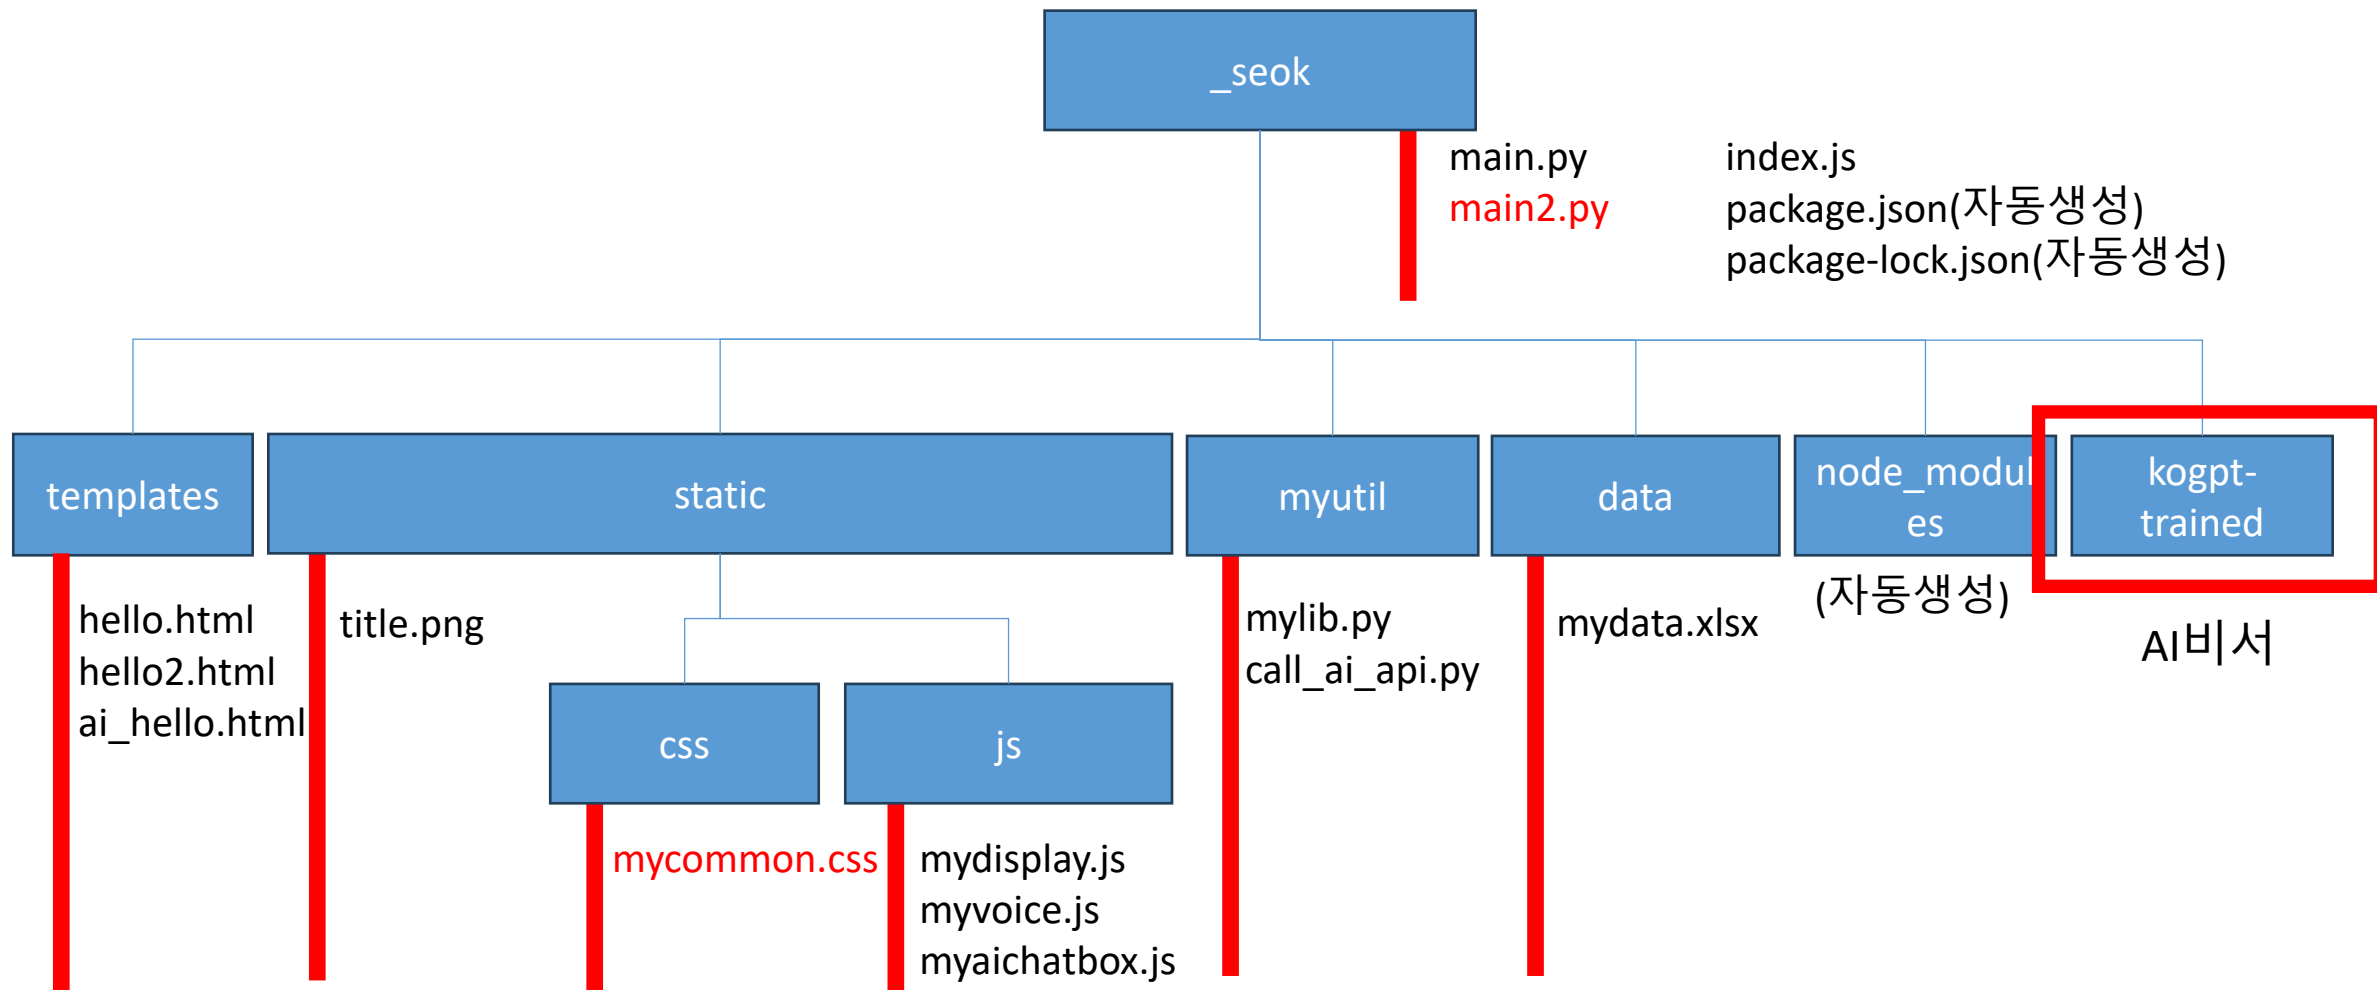 _seok
main.py
main2.py
index.js
package.json(자동생성)
package-lock.json(자동생성)
templates
static
myutil
data
node_modul
es
kogpt-
trained
hello.html
hello2.html
ai_hello.html
title.png
css
js
mycommon.css
mydisplay.js
myvoice.js
myaichatbox.js
mylib.py
call_ai_api.py
mydata.xlsx
(자동생성)
AI비서